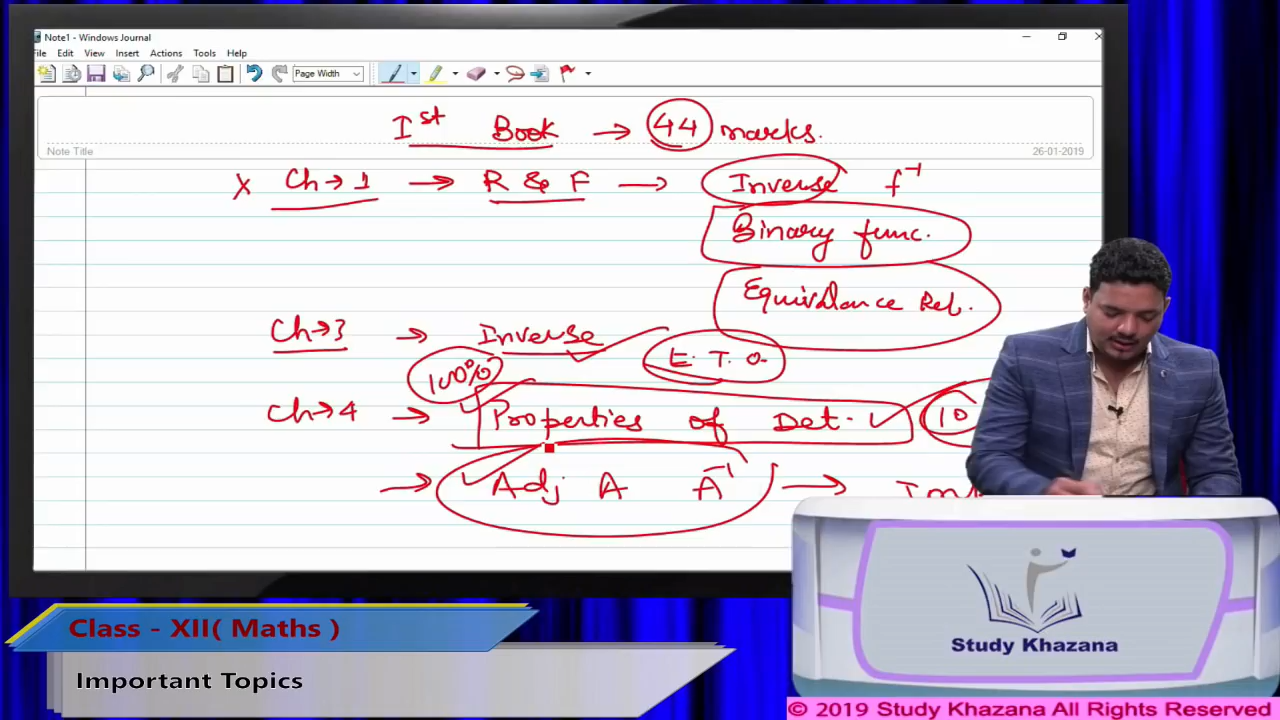 Note1 - Windows Journal
File Edit View Insert Actions Tools Help
Page Width
Ist Book → 44 marks.
Note Title
26-01-2019
X Ch→1 → R & F → Inverse f⁻¹
Binary func.
Equivalance Rel.
Ch→3 → Inverse E.T.O.
100%
Ch→4 → Properties of Det. 10
→ Adj A A⁻¹ →
Study Khazana
Class - XII( Maths )
Important Topics
© 2019 Study Khazana All Rights Reserved